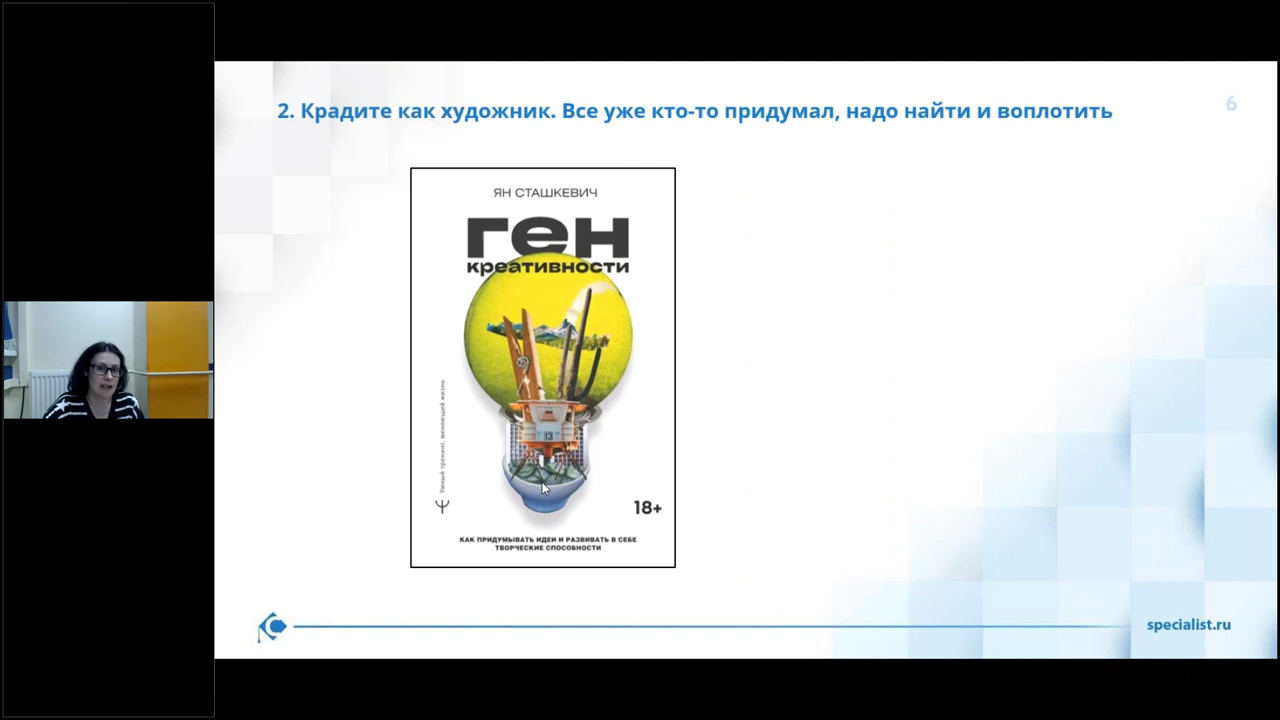 2. Крадите как художник. Все уже кто-то придумал, надо найти и воплотить
6
ЯН СТАШКЕВИЧ
ген
креативности
Умный тренинг, меняющий жизнь
13
18+
КАК ПРИДУМЫВАТЬ ИДЕИ И РАЗВИВАТЬ В СЕБЕ
ТВОРЧЕСКИЕ СПОСОБНОСТИ
specialist.ru